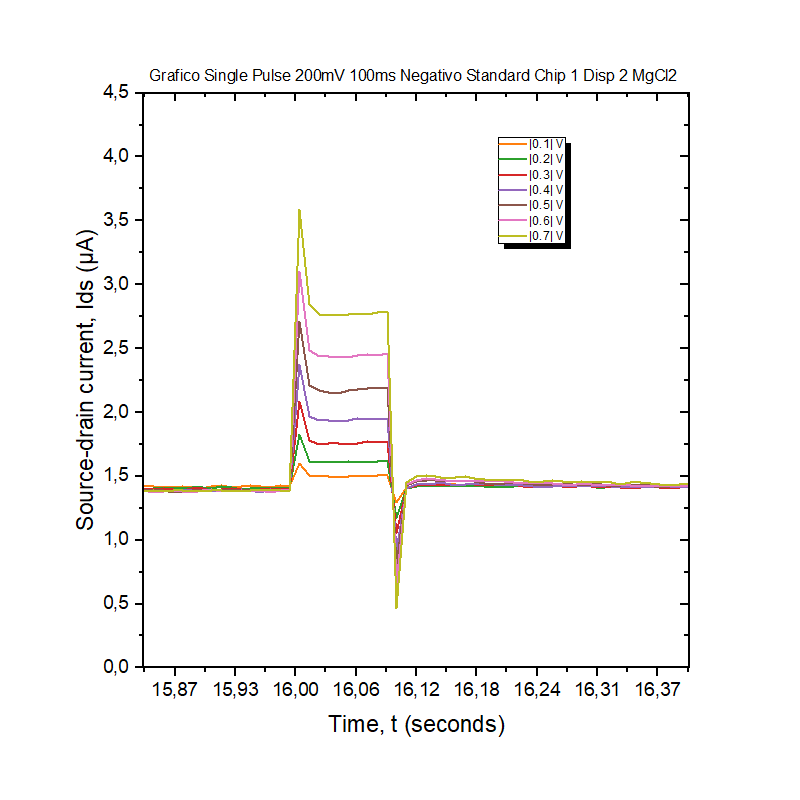 Grafico Single Pulse 200mV 100ms Negativo Standard Chip 1 Disp 2 MgCl2
4,5
4,0
3,5
3,0
2,5
2,0
1,5
1,0
0,5
0,0
Source-drain current, Ids (µA)
|0.1| V
|0.2| V
|0.3| V
|0.4| V
|0.5| V
|0.6| V
|0.7| V
15,87 15,93 16,00 16,06 16,12 16,18 16,24 16,31 16,37
Time, t (seconds)